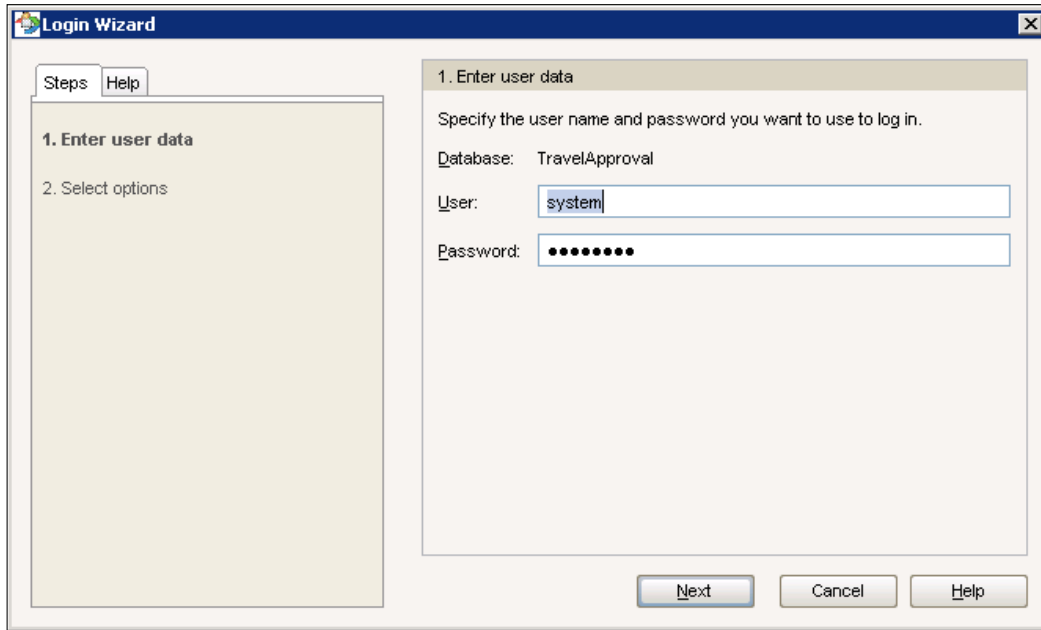 Login Wizard
Steps Help
1. Enter user data
2. Select options
1. Enter user data
Specify the user name and password you want to use to log in.
Database: TravelApproval
User: system
Password: ●●●●●●●●
Next Cancel Help